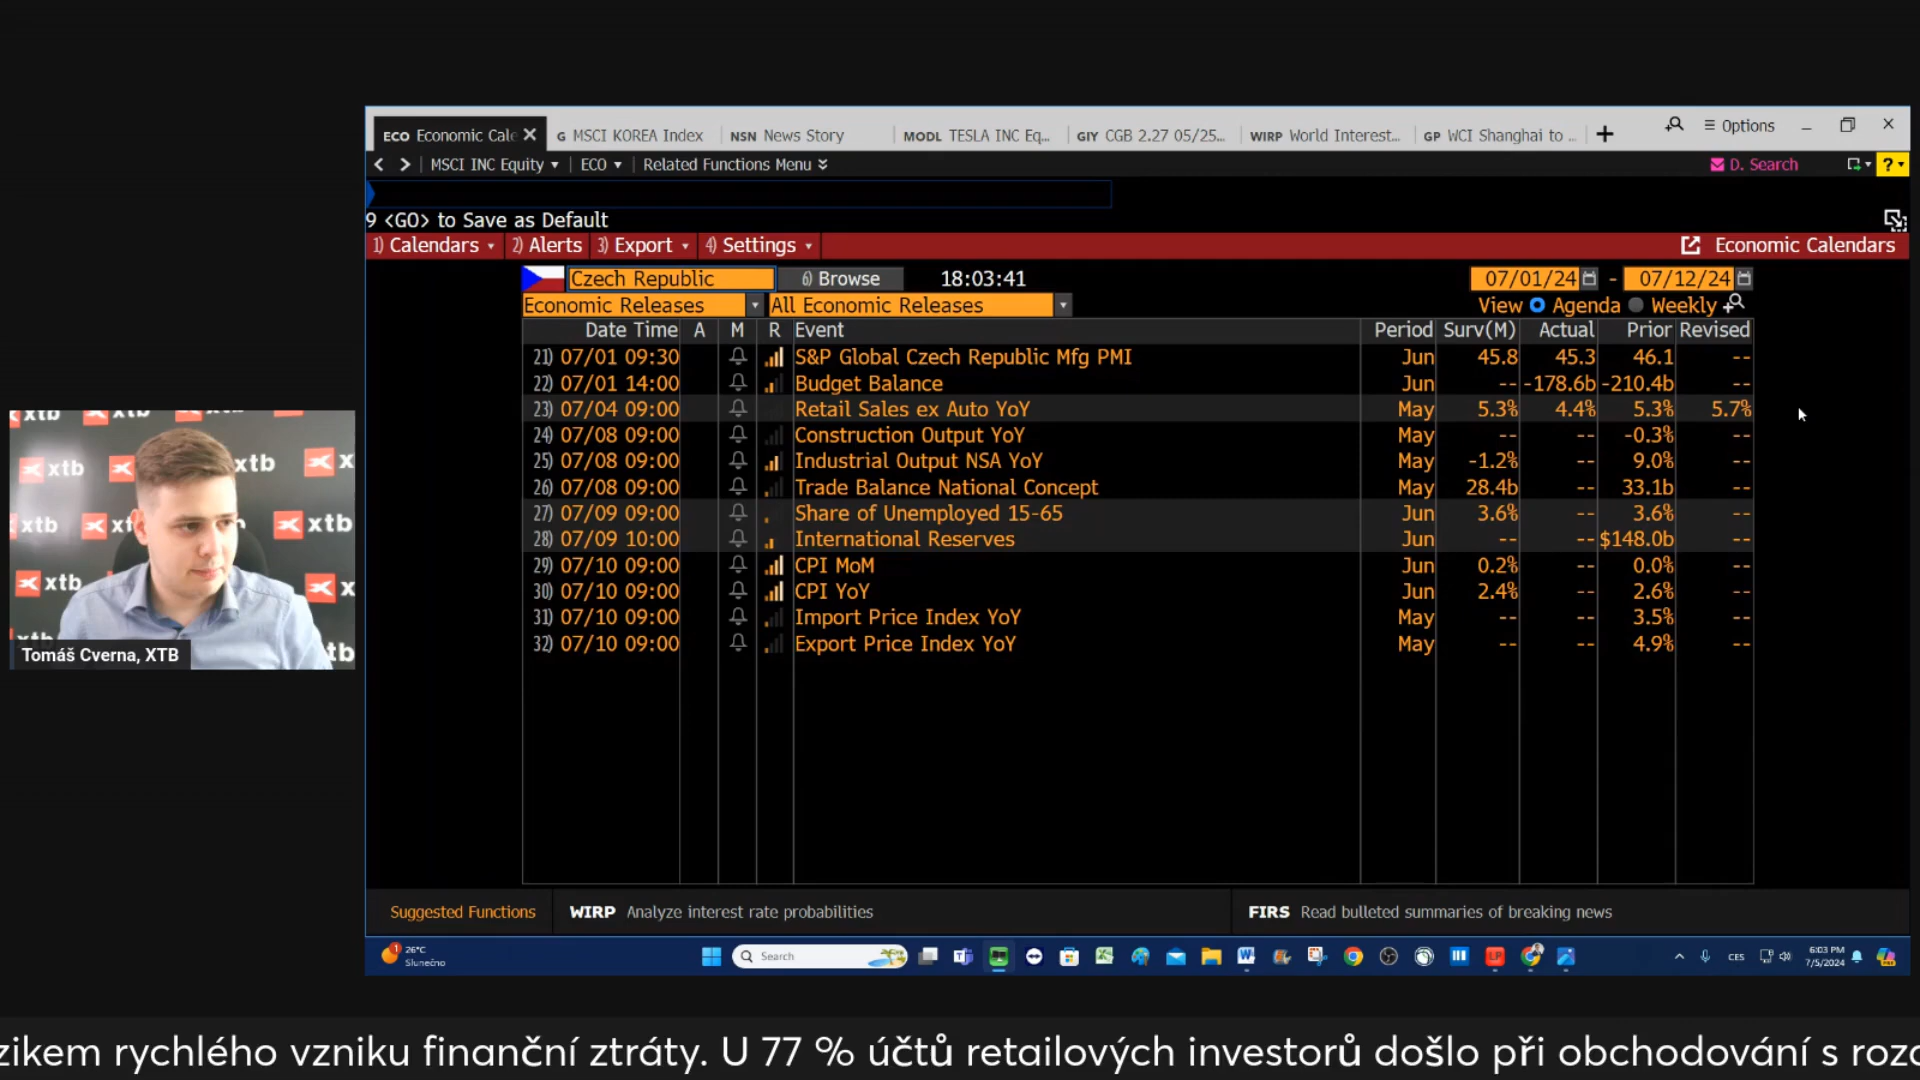 ECO Economic Cale
G MSCI KOREA Index
NSN News Story
MODL TESLA INC Eq...
GIY CGB 2.27 05/25...
WIRP World Interest...
GP WCI Shanghai to ...
Options
MSCI INC Equity
ECO
Related Functions Menu
D. Search
?
9 <GO> to Save as Default
1) Calendars
2) Alerts
3) Export
4) Settings
Economic Calendars
Czech Republic
6) Browse
18:03:41
07/01/24 - 07/12/24
Economic Releases
All Economic Releases
View Agenda Weekly
Date Time A M R Event Period Surv(M) Actual Prior Revised
21) 07/01 09:30 S&P Global Czech Republic Mfg PMI Jun 45.8 45.3 46.1 --
22) 07/01 14:00 Budget Balance Jun -- -178.6b -210.4b --
23) 07/04 09:00 Retail Sales ex Auto YoY May 5.3% 4.4% 5.3% 5.7%
24) 07/08 09:00 Construction Output YoY May -- -- -0.3% --
25) 07/08 09:00 Industrial Output NSA YoY May -1.2% -- 9.0% --
26) 07/08 09:00 Trade Balance National Concept May 28.4b -- 33.1b --
27) 07/09 09:00 Share of Unemployed 15-65 Jun 3.6% -- 3.6% --
28) 07/09 10:00 International Reserves Jun -- -- $148.0b --
29) 07/10 09:00 CPI MoM Jun 0.2% -- 0.0% --
30) 07/10 09:00 CPI YoY Jun 2.4% -- 2.6% --
31) 07/10 09:00 Import Price Index YoY May -- -- 3.5% --
32) 07/10 09:00 Export Price Index YoY May -- -- 4.9% --
xtb
Tomáš Cverna, XTB
Suggested Functions
WIRP Analyze interest rate probabilities
FIRS Read bulleted summaries of breaking news
26°C
Slunečno
Search
CES
6:03 PM
7/5/2024
zikem rychlého vzniku finanční ztráty. U 77 % účtů retailových investorů došlo při obchodování s rozd